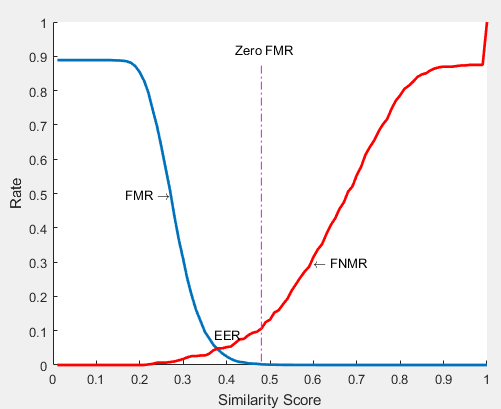 1
Zero FMR
0.9
0.8
0.7
0.6
FMR →
0.5
0.4
← FNMR
0.3
0.2
EER
0.1
0
Rate
0 0.1 0.2 0.3 0.4 0.5 0.6 0.7 0.8 0.9 1
Similarity Score